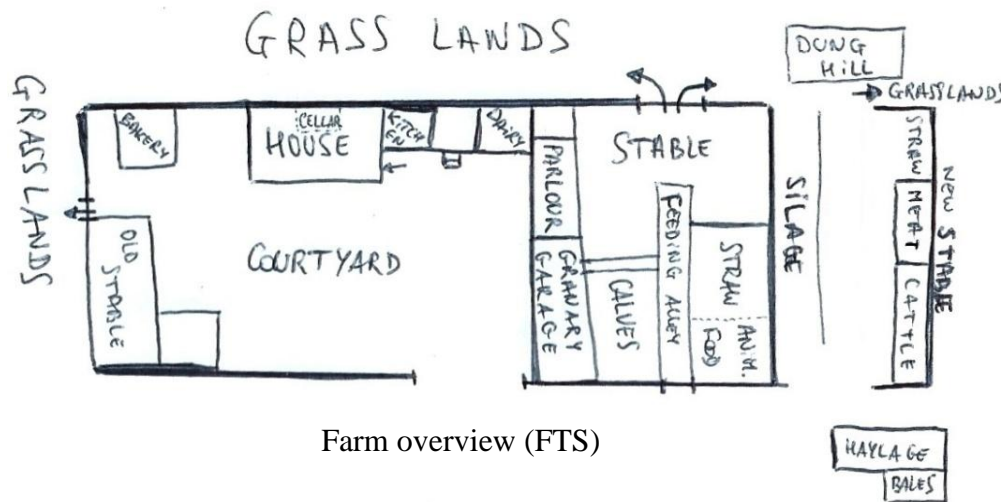 GRASS LANDS
DUNG
HILL
GRASSLANDS
GRASS LANDS
BAKERY
CELLAR
HOUSE
KITCH
EN
DAIRY
PARLOUR
STABLE
SILAGE
STRAW
MEAT
CATTLE
NEW STABLE
OLD
STABLE
COURTYARD
GRANARY
GARAGE
CALVES
FEEDING ALLEY
STRAW
ANIM.
FOOD
Farm overview (FTS)
HAYLAGE
BALES